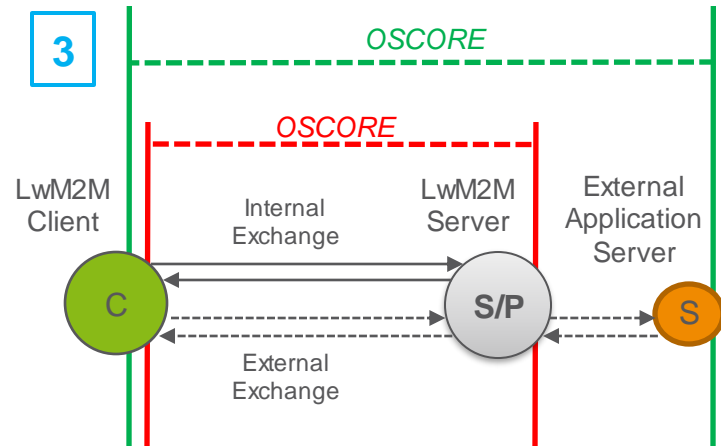 3
OSCORE
OSCORE
LwM2M
Client
Internal
Exchange
LwM2M
Server
External
Application
Server
C
S/P
S
External
Exchange